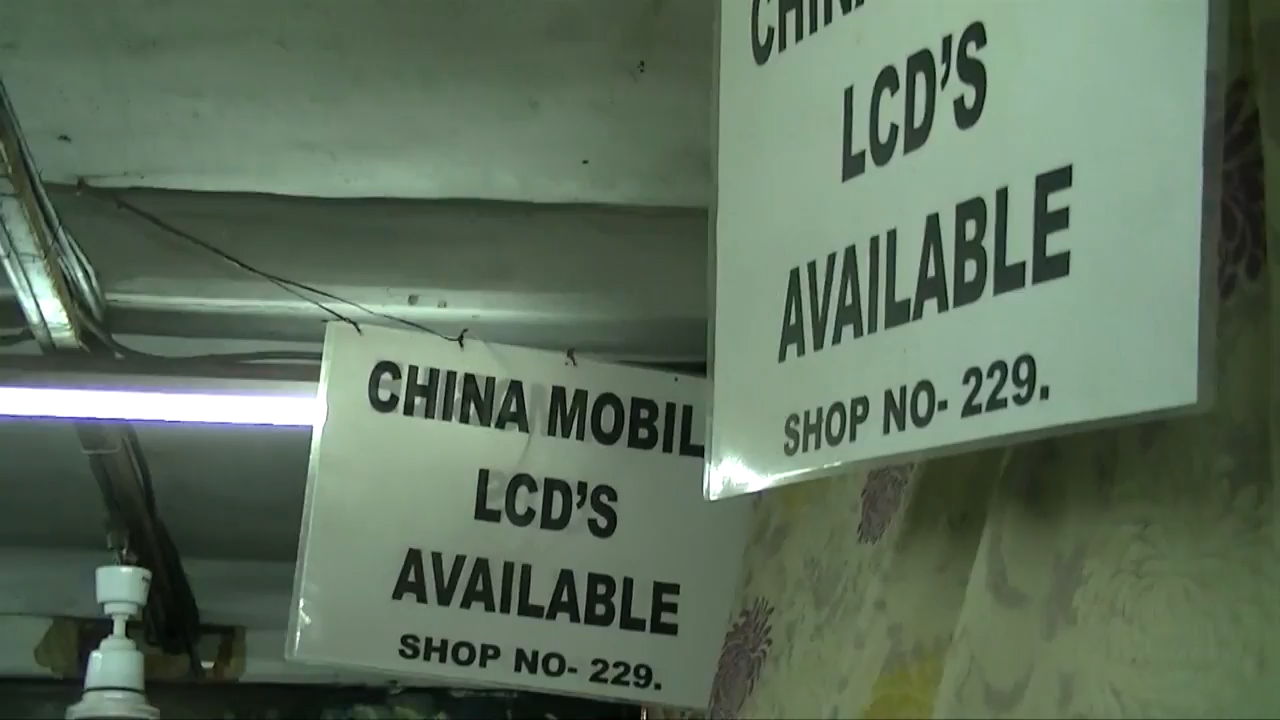 CHINA MOBIL
LCD'S
AVAILABLE
SHOP NO- 229.
LCD'S
AVAILABLE
SHOP NO- 229.